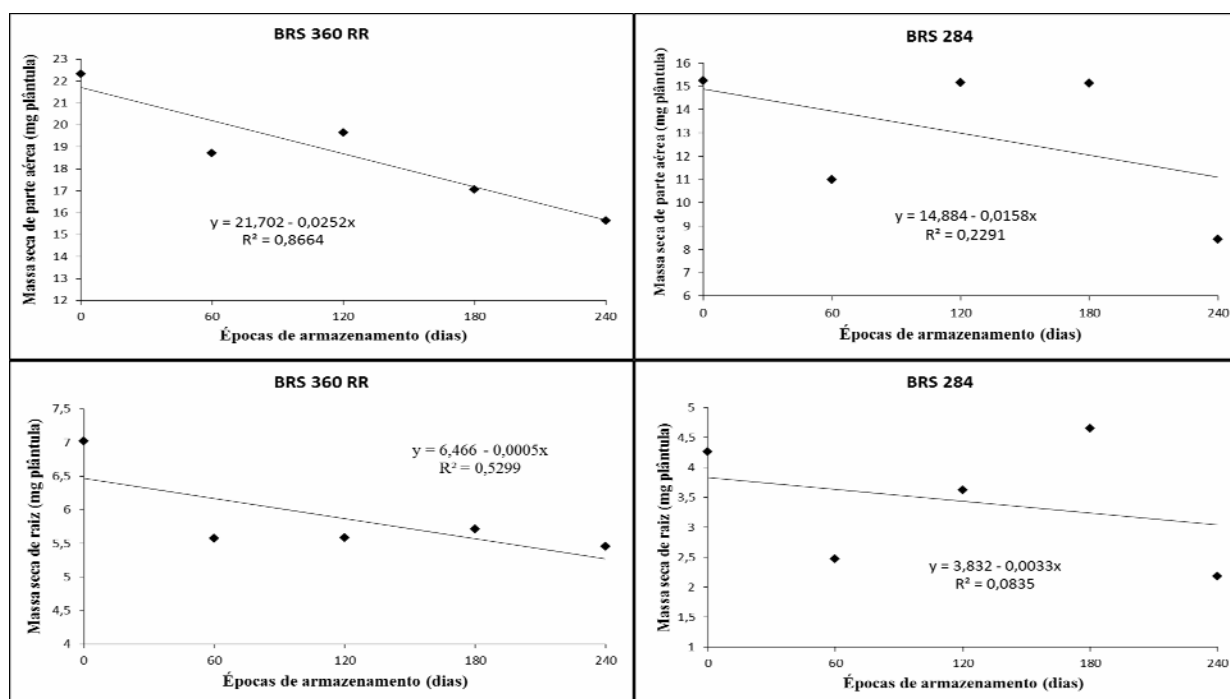 BRS 360 RR
Massa seca de parte aérea (mg plântula)
23
22
21
20
19
18
17
16
15
14
13
12
y = 21,702 - 0,0252x
R² = 0,8664
0 60 120 180 240
Épocas de armazenamento (dias)
BRS 284
Massa seca de parte aérea (mg plântula)
16
15
14
13
12
11
10
9
8
7
6
y = 14,884 - 0,0158x
R² = 0,2291
0 60 120 180 240
Épocas de armazenamento (dias)
BRS 360 RR
Massa seca de raiz (mg plântula)
7,5
7
6,5
6
5,5
5
4,5
4
y = 6,466 - 0,0005x
R² = 0,5299
0 60 120 180 240
Épocas de armazenamento (dias)
BRS 284
Massa seca de raiz (mg plântula)
5
4,5
4
3,5
3
2,5
2
1,5
1
y = 3,832 - 0,0033x
R² = 0,0835
0 60 120 180 240
Épocas de armazenamento (dias)